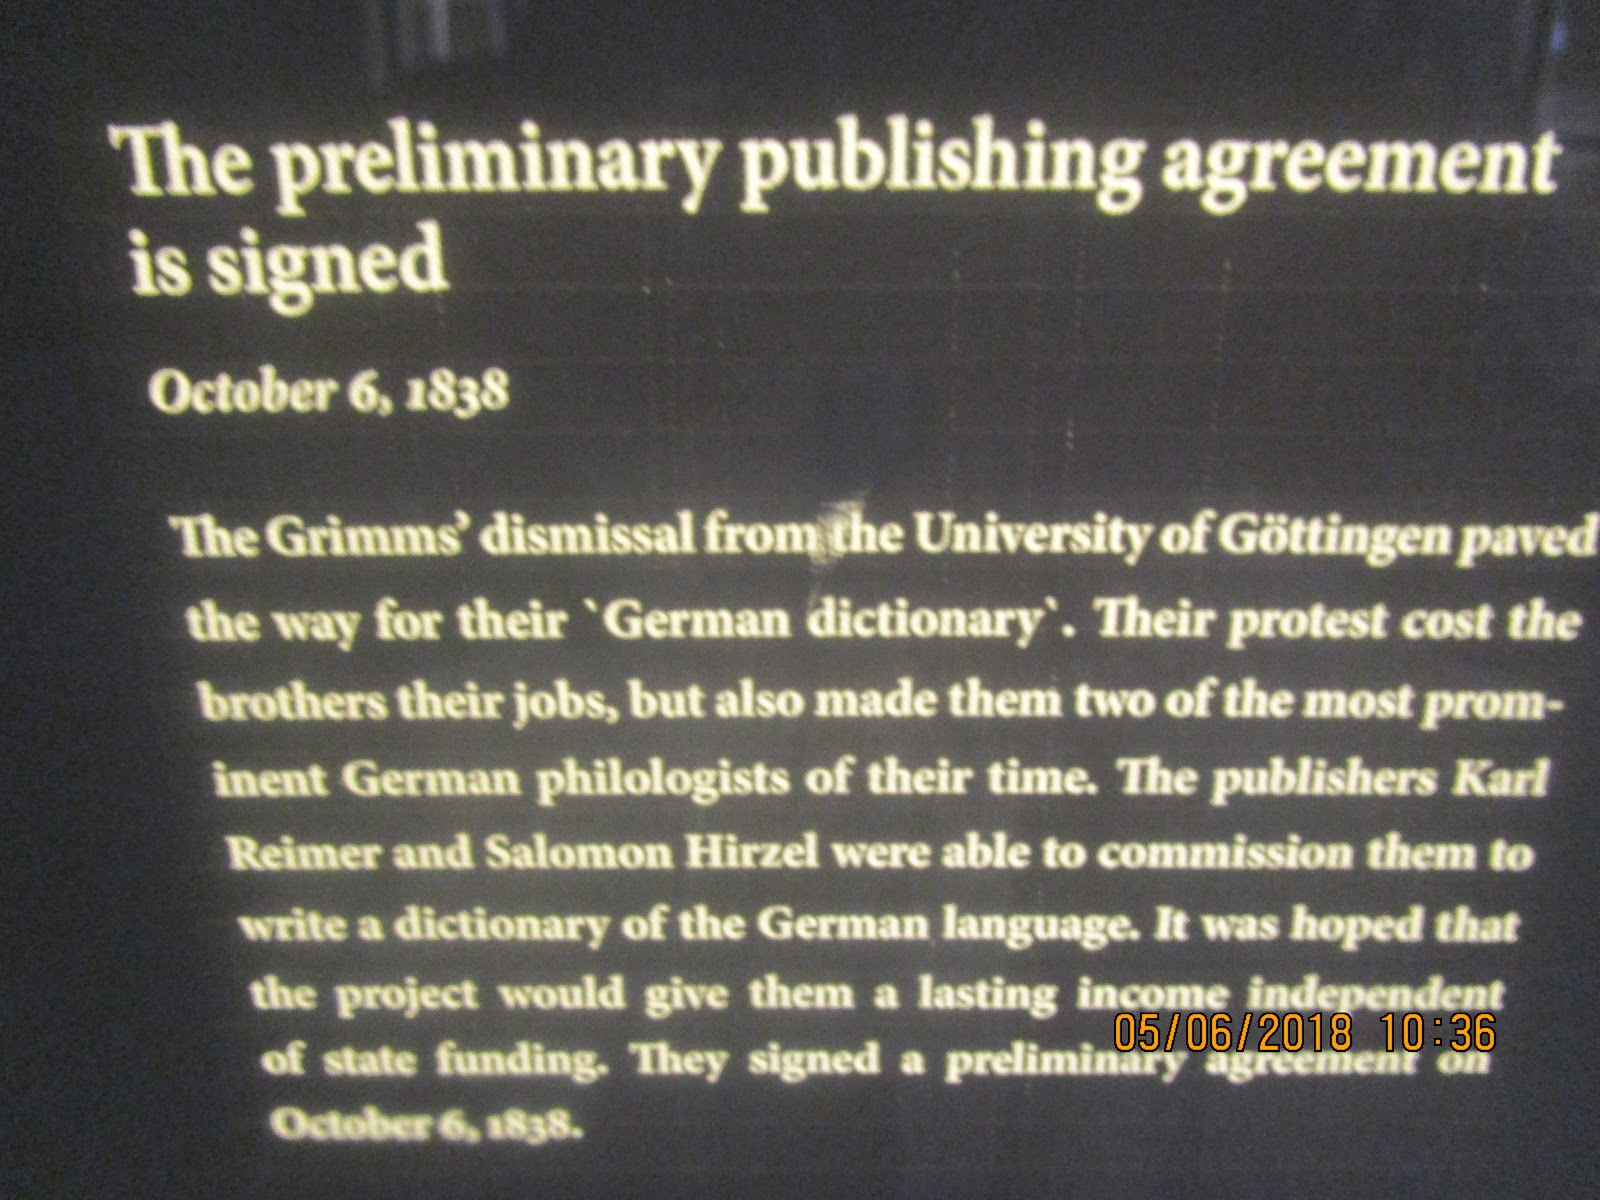 The preliminary publishing agreement
is signed
October 6, 1838
The Grimms’ dismissal from the University of Göttingen paved
the way for their `German dictionary`. Their protest cost the
brothers their jobs, but also made them two of the most prom-
inent German philologists of their time. The publishers Karl
Reimer and Salomon Hirzel were able to commission them to
write a dictionary of the German language. It was hoped that
the project would give them a lasting income independent
of state funding. They signed a preliminary agreement on
October 6, 1838.
05/06/2018 10:36